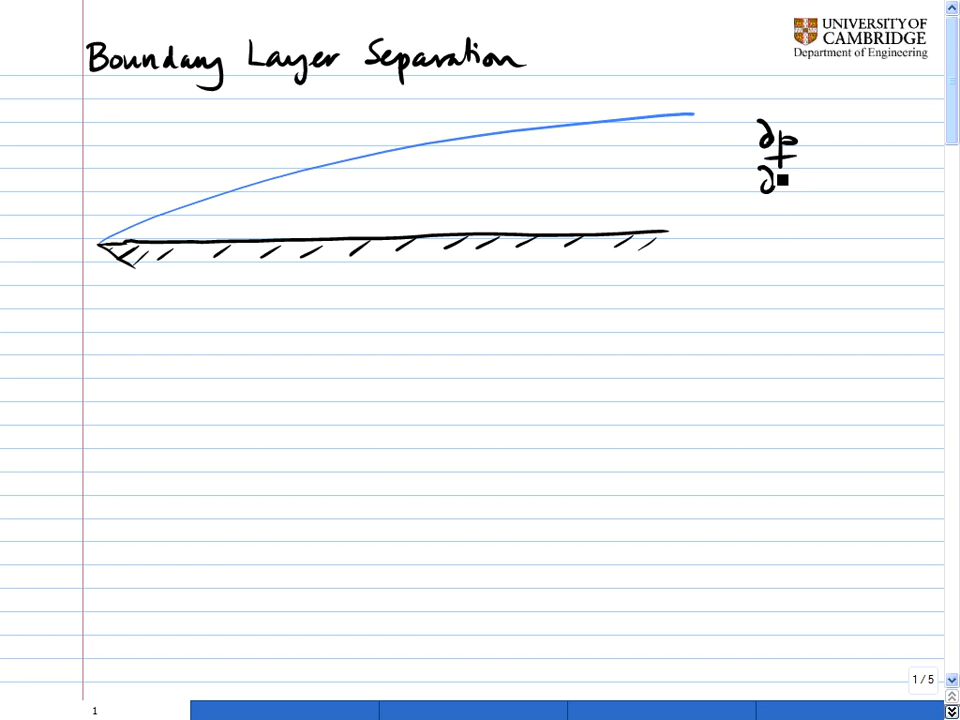 Boundary Layer Separation
UNIVERSITY OF
CAMBRIDGE
Department of Engineering
∂p
∂
1 / 5
1